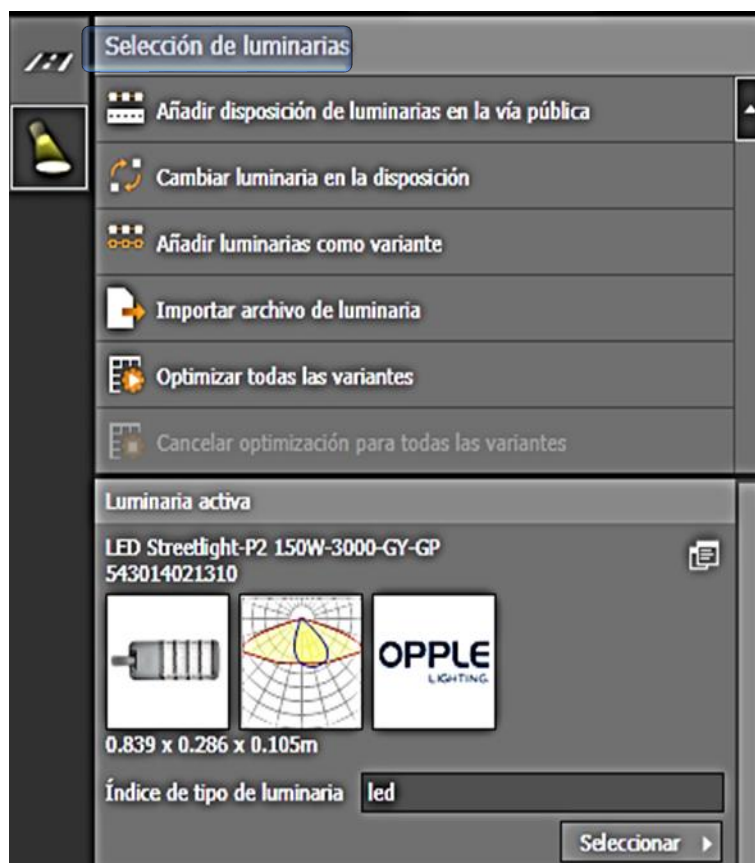 Selección de luminarias
Añadir disposición de luminarias en la vía pública
Cambiar luminaria en la disposición
Añadir luminarias como variante
Importar archivo de luminaria
Optimizar todas las variantes
Cancelar optimización para todas las variantes
Luminaria activa
LED Streetlight-P2 150W-3000-GY-GP
543014021310
OPPLE
LIGHTING
0.839 x 0.286 x 0.105m
Índice de tipo de luminaria led
Seleccionar